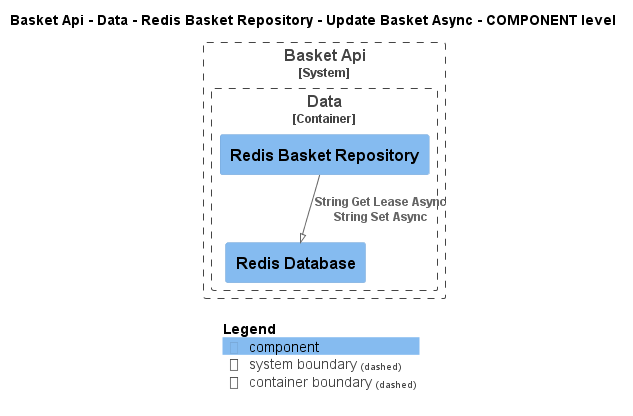 Basket Api - Data - Redis Basket Repository - Update Basket Async - COMPONENT level
Basket Api
[System]
Data
[Container]
Redis Basket Repository
String Get Lease Async
String Set Async
Redis Database
Legend
component
system boundary (dashed)
container boundary (dashed)